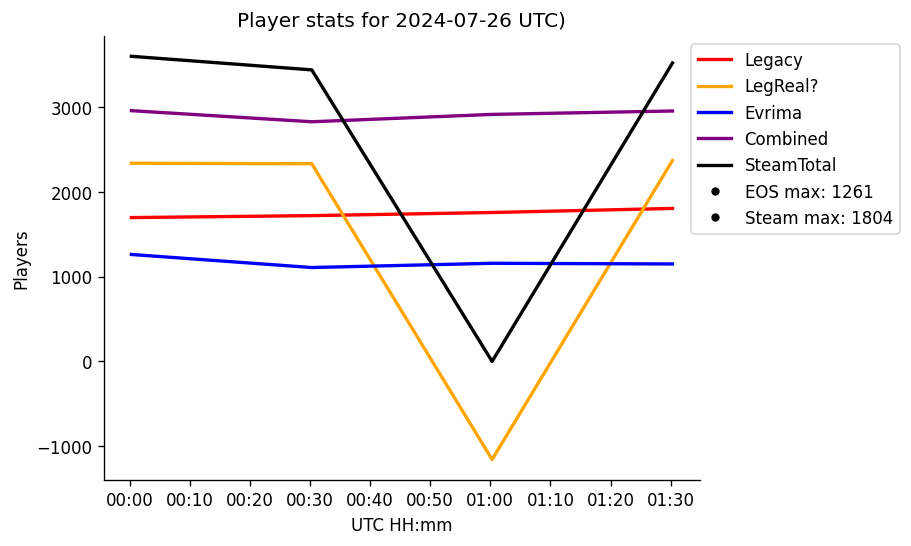 Player stats for 2024-07-26 UTC)
Legacy
LegReal?
Evrima
Combined
SteamTotal
EOS max: 1261
Steam max: 1804
Players
3000
2000
1000
0
−1000
00:00 00:10 00:20 00:30 00:40 00:50 01:00 01:10 01:20 01:30
UTC HH:mm